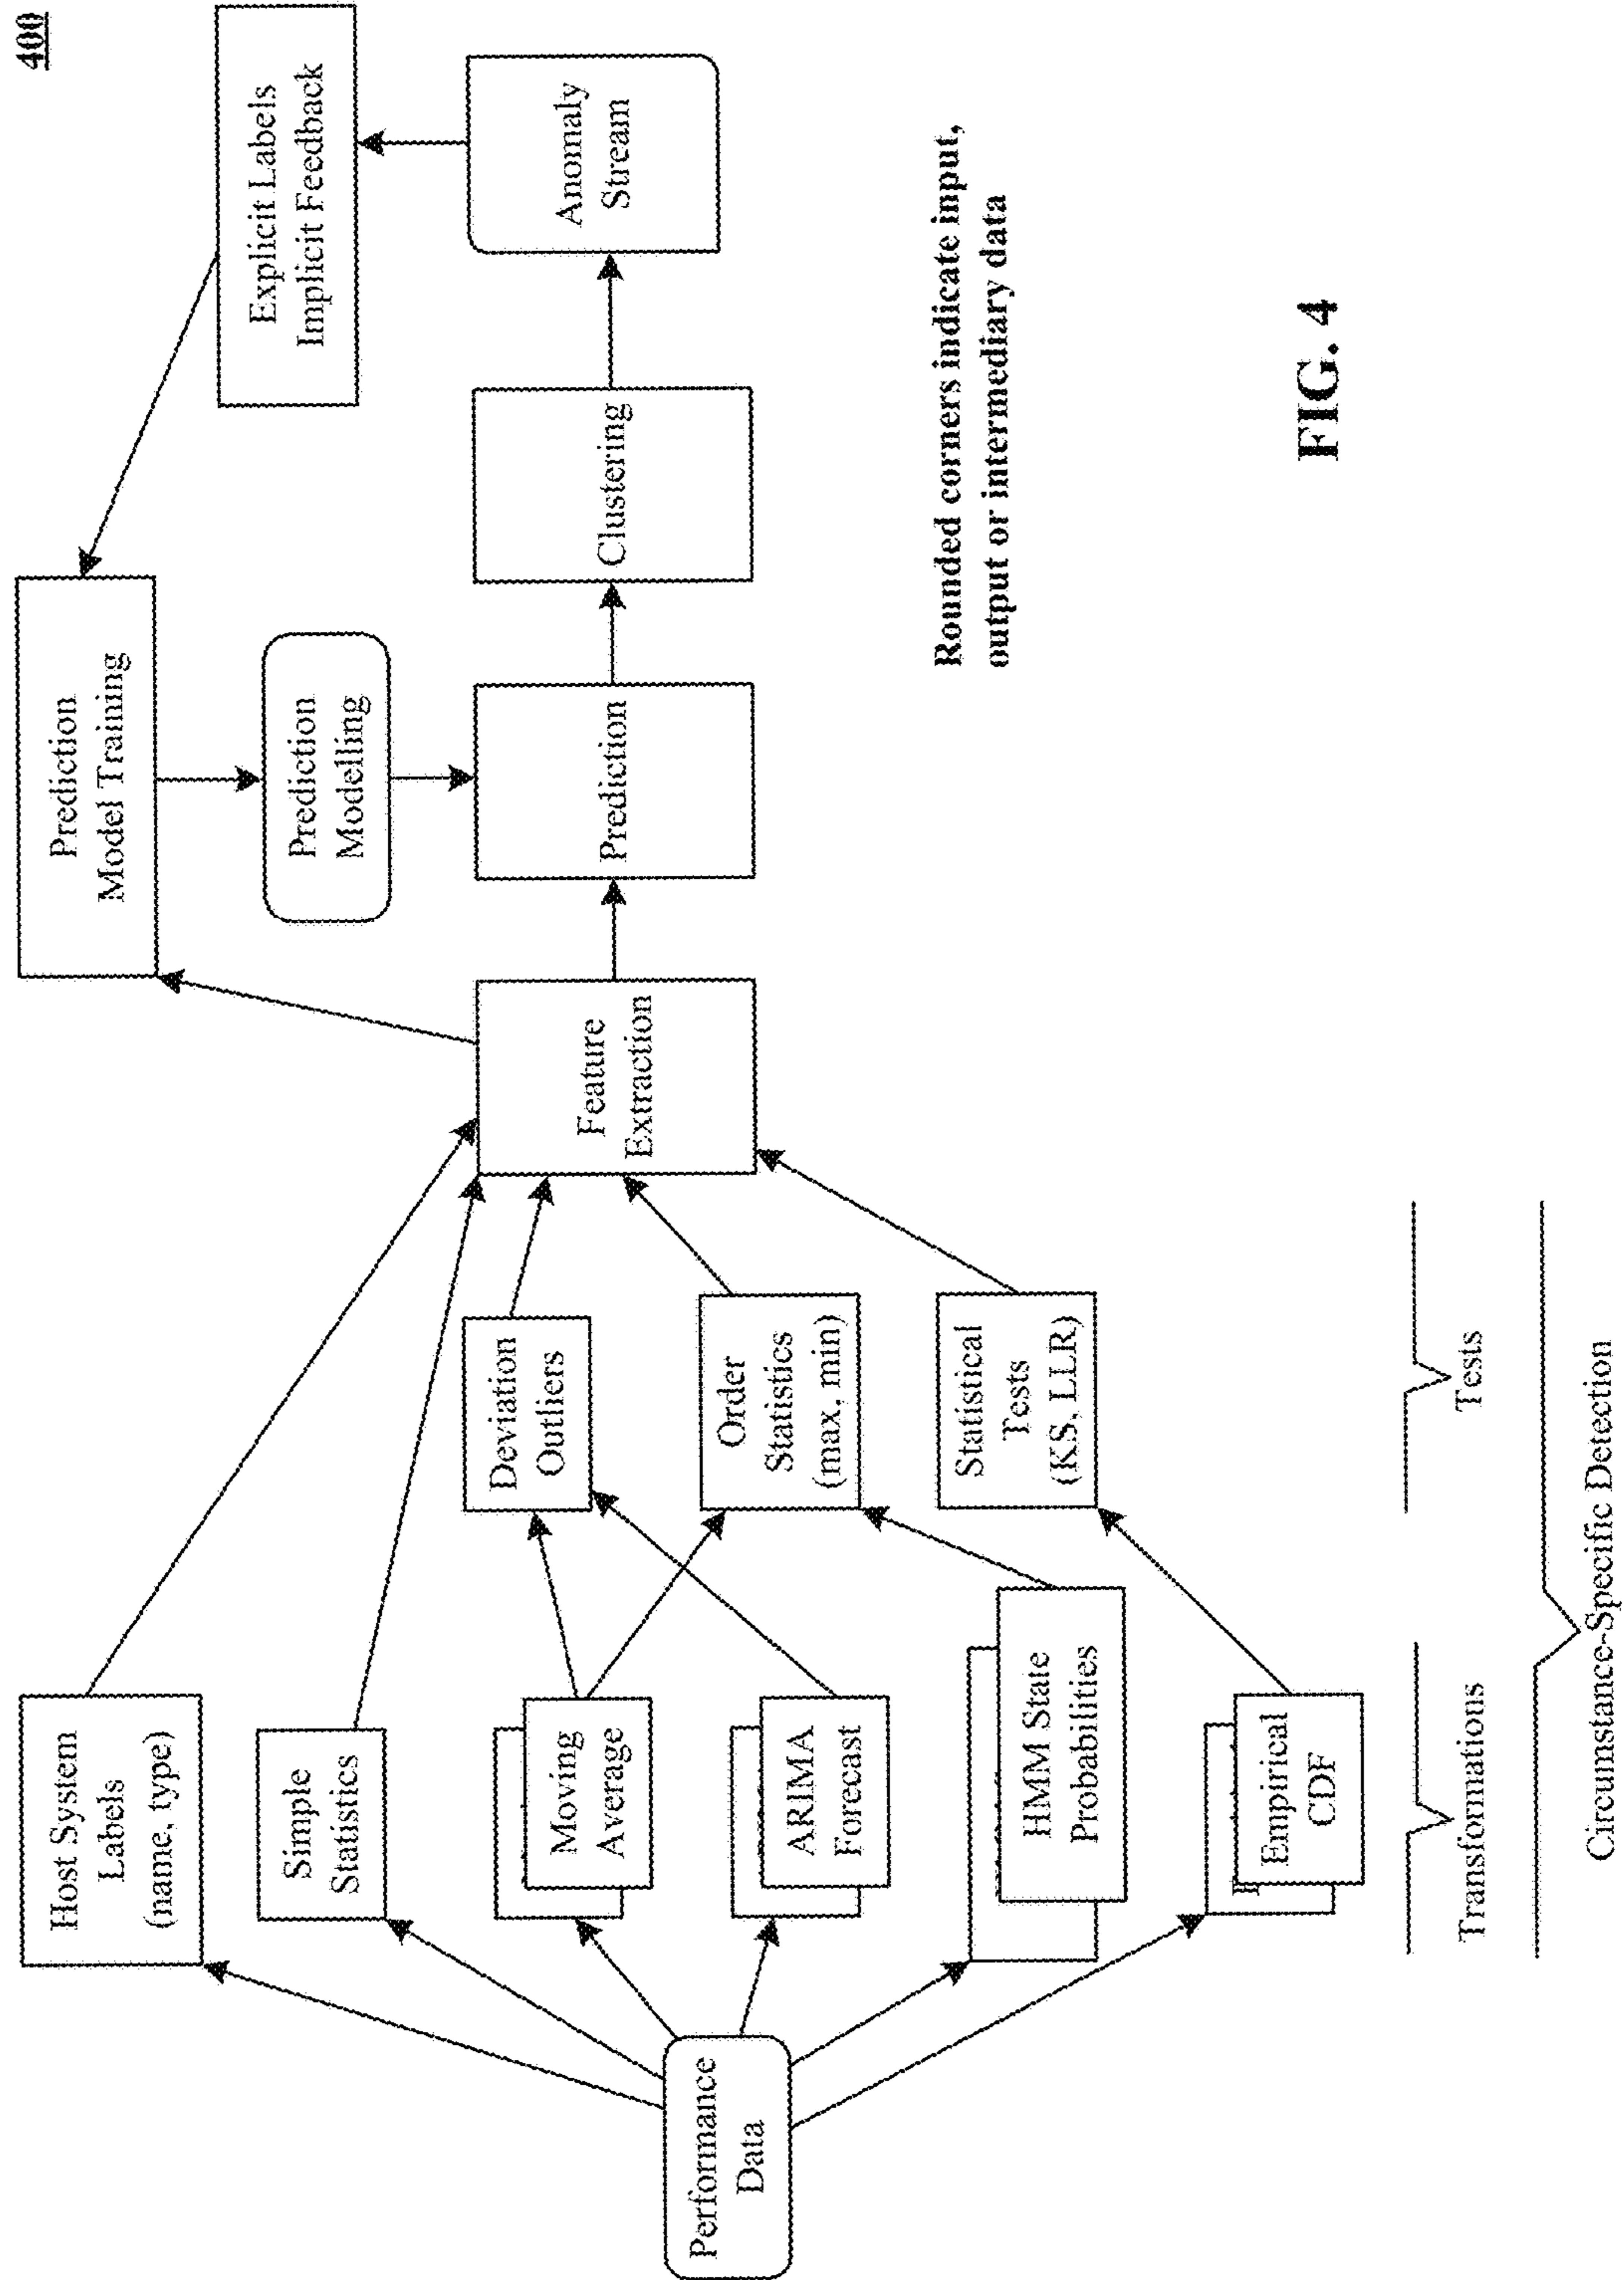 400
Performance
Data
Host System
Labels
(name, type)
Simple
Statistics
Moving
Average
ARIMA
Forecast
HMM State
Probabilities
Empirical
CDF
Deviation
Outliers
Order
Statistics
(max, min)
Statistical
Tests
(KS, LLR)
Feature
Extraction
Prediction
Model Training
Prediction
Modelling
Prediction
Clustering
Anomaly
Stream
Explicit Labels
Implicit Feedback
Rounded corners indicate input,
output or intermediary data
Transformations
Tests
Circumstance-Specific Detection
FIG. 4